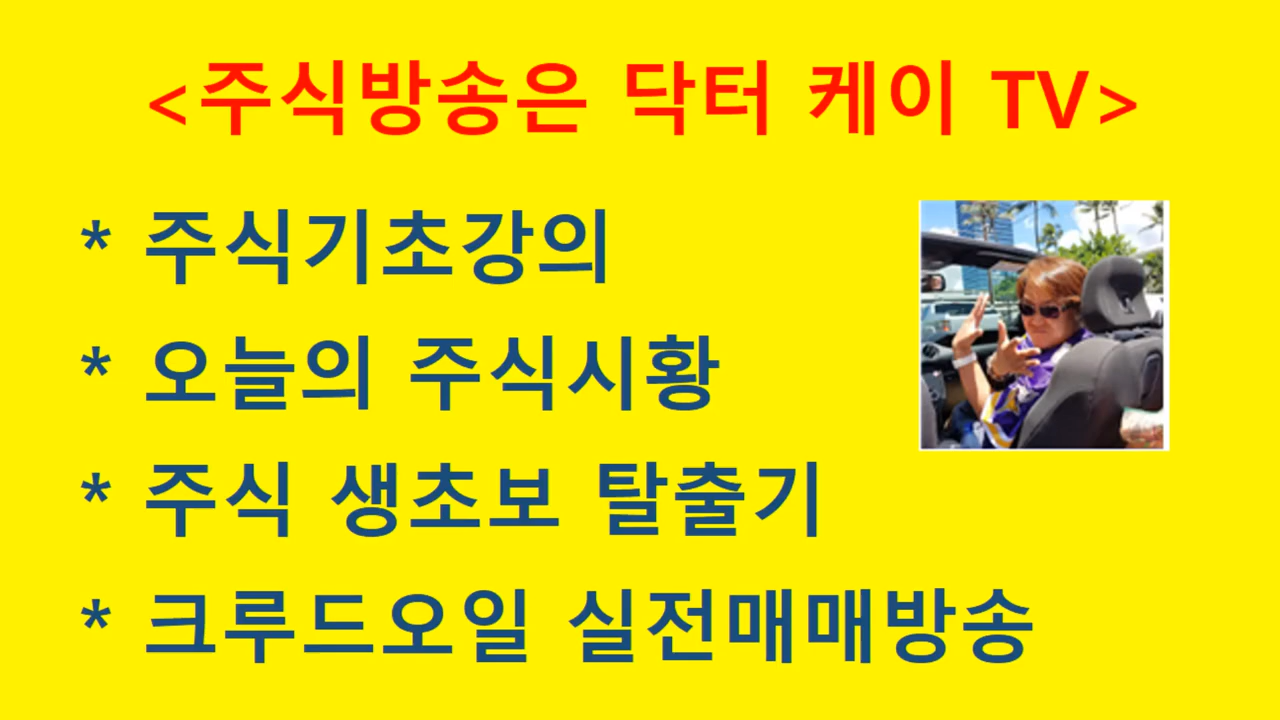 <주식방송은 닥터 케이 TV>
* 주식기초강의
* 오늘의 주식시황
* 주식 생초보 탈출기
* 크루드오일 실전매매방송